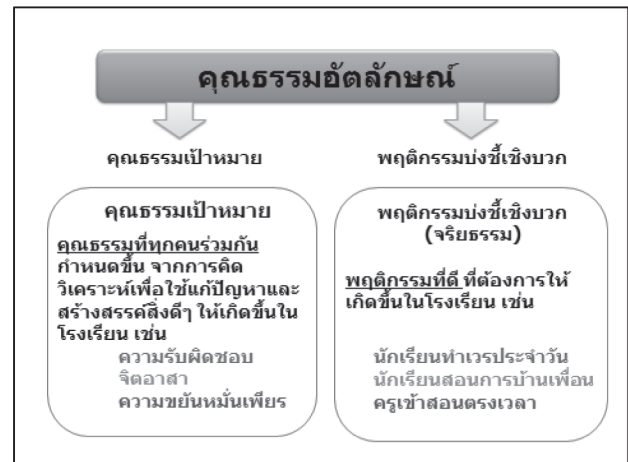 คุณธรรมอัตลักษณ์
คุณธรรมเป้าหมาย
พฤติกรรมบ่งชี้เชิงบวก
คุณธรรมเป้าหมาย
คุณธรรมที่ทุกคนร่วมกัน
กำหนดขึ้น จากการคิด
วิเคราะห์เพื่อใช้แก้ปัญหาและ
สร้างสรรค์สิ่งดีๆ ให้เกิดขึ้นใน
โรงเรียน เช่น
ความรับผิดชอบ
จิตอาสา
ความขยันหมั่นเพียร
พฤติกรรมบ่งชี้เชิงบวก
(จริยธรรม)
พฤติกรรมที่ดี ที่ต้องการให้
เกิดขึ้นในโรงเรียน เช่น
นักเรียนทำเวรประจำวัน
นักเรียนสอนการบ้านเพื่อน
ครูเข้าสอนตรงเวลา